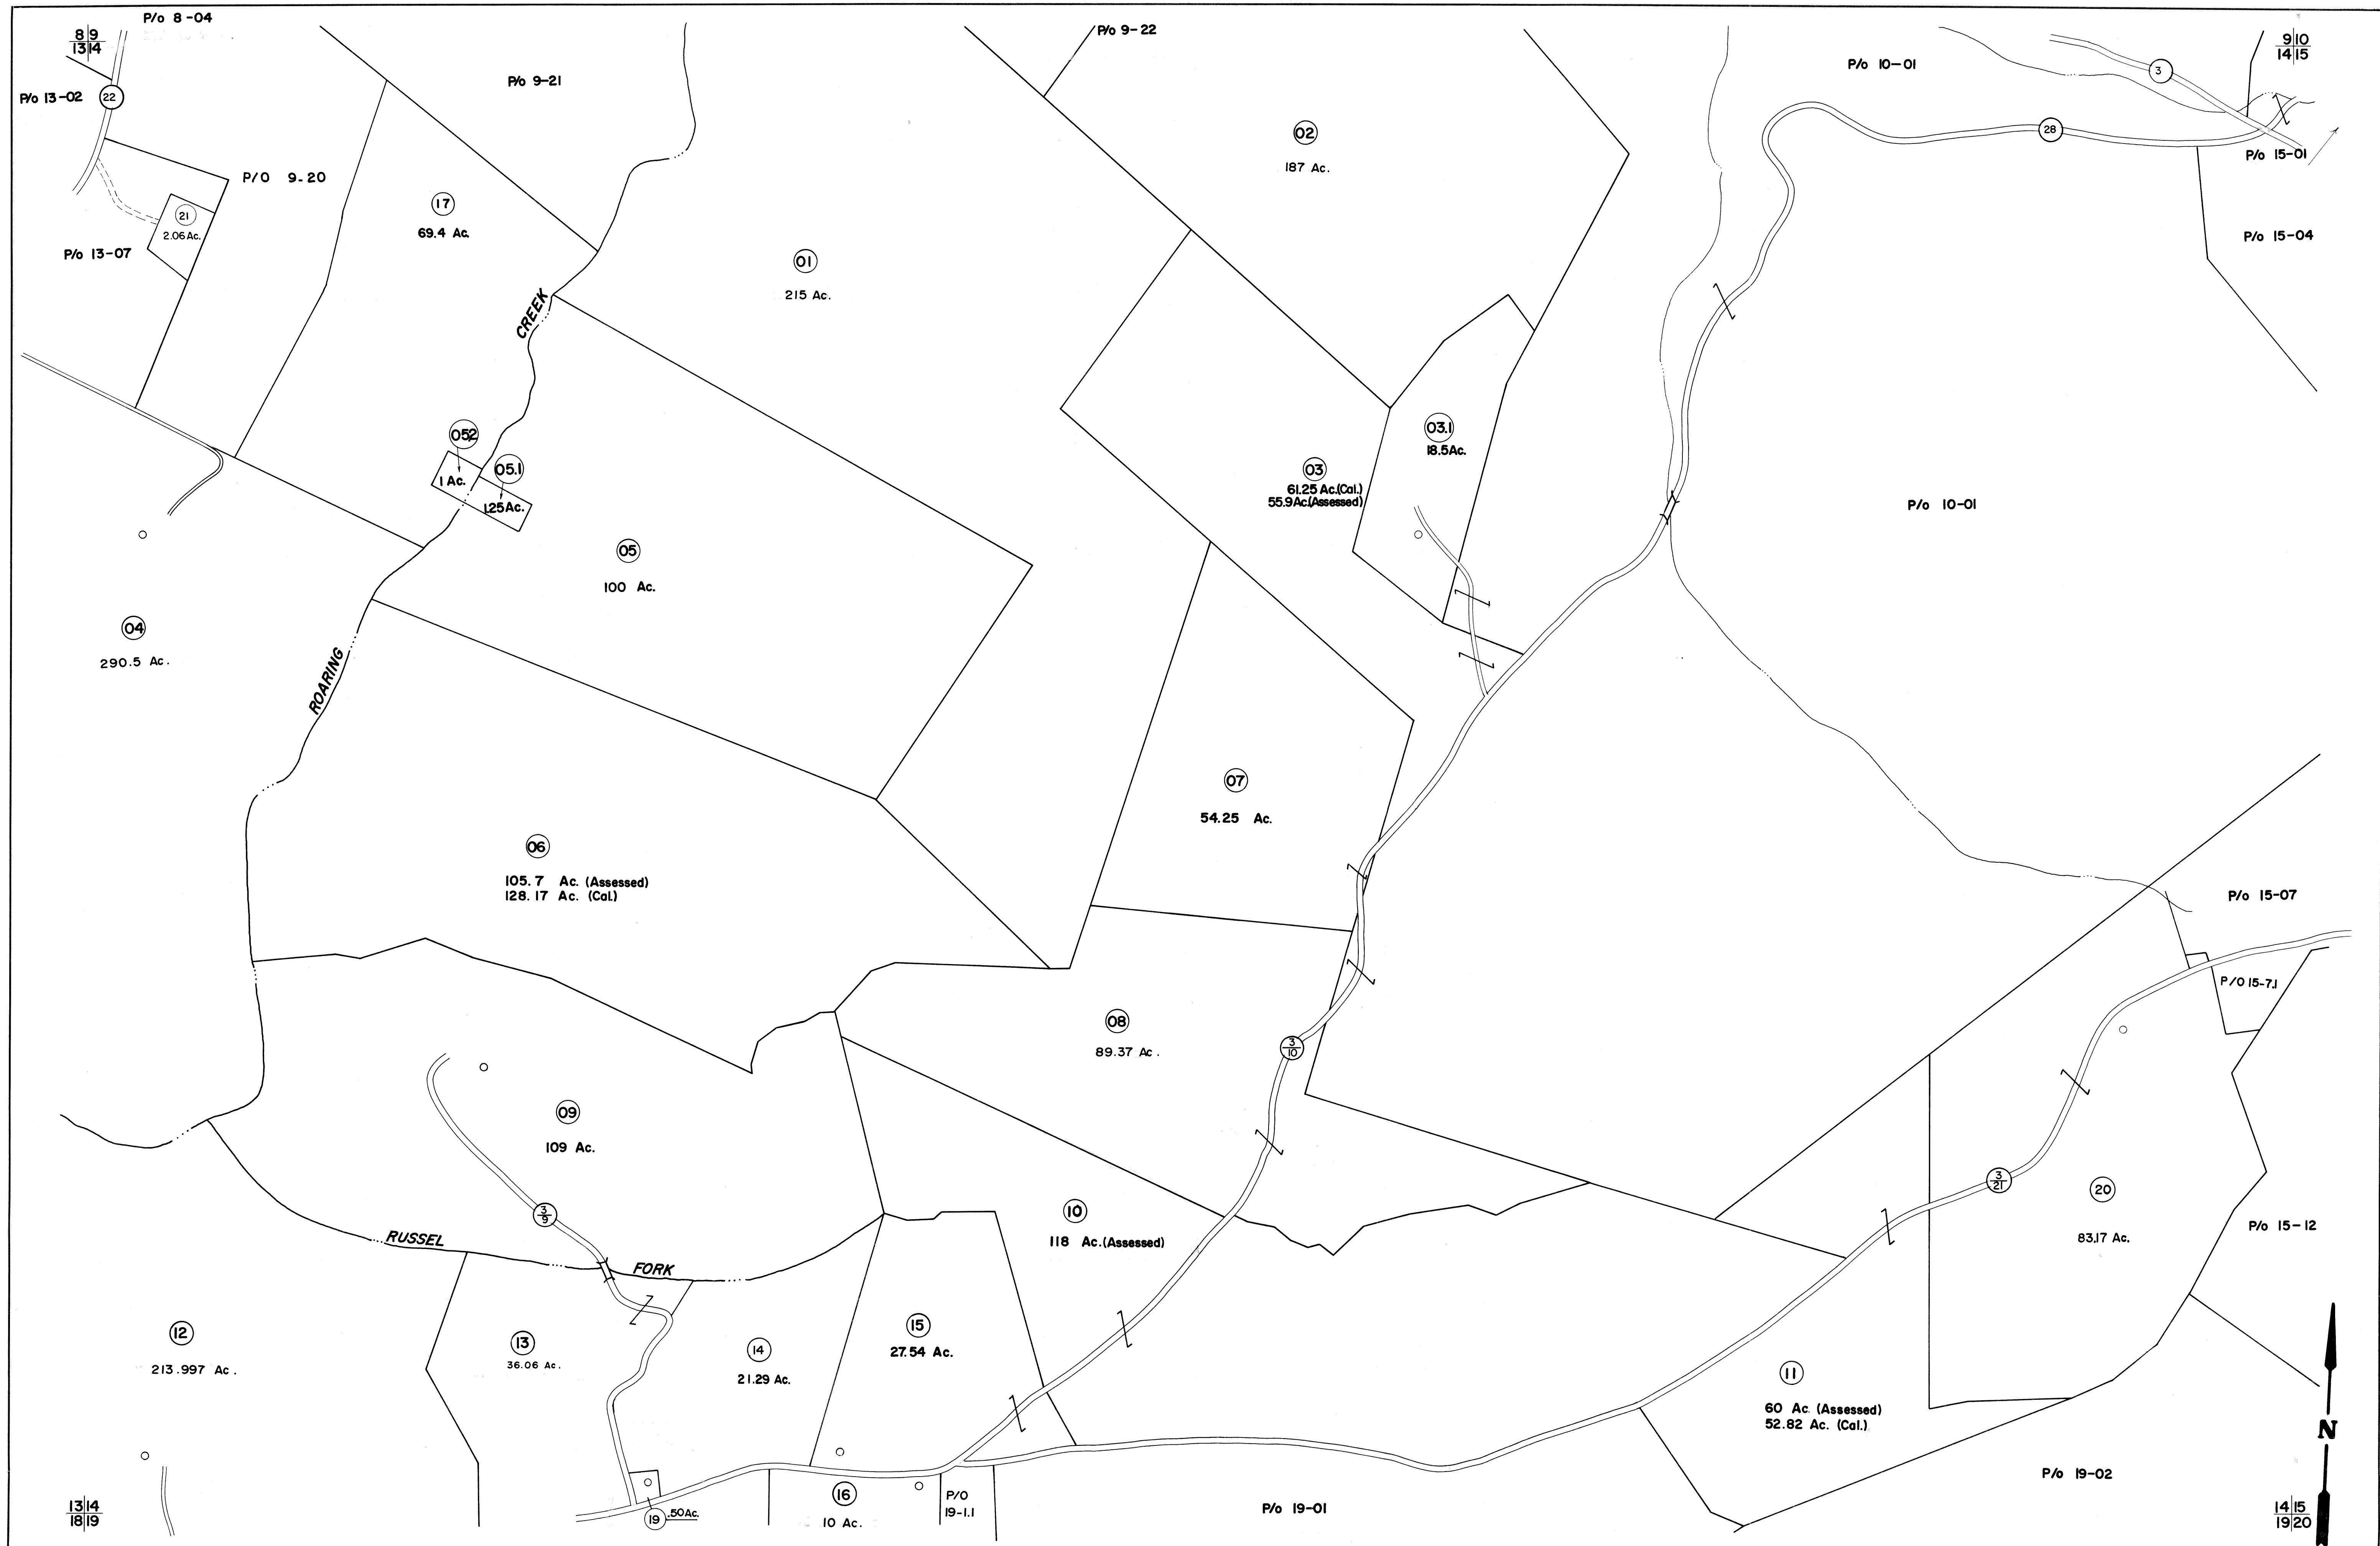 P/o 8-04
8 9
13 14
P/o 13-02
22
P/o 9-21
P/o 9-22
P/o 10-01
3
9 10
14 15
28
P/o 15-01
P/O 9-20
21
2.06 Ac.
P/o 13-07
17
69.4 Ac.
01
215 Ac.
02
187 Ac.
P/o 15-04
CREEK
052
1 Ac.
05.1
1.25 Ac.
03
61.25 Ac.(Cal.)
55.9 Ac.(Assessed)
03.1
18.5 Ac.
P/o 10-01
05
100 Ac.
04
290.5 Ac.
ROARING
07
54.25 Ac.
06
105.7 Ac. (Assessed)
128.17 Ac. (Cal.)
P/o 15-07
P/O 15-7.1
08
89.37 Ac.
3
10
09
109 Ac.
3
9
10
118 Ac.(Assessed)
3
21
20
83.17 Ac.
P/o 15-12
RUSSEL
FORK
12
213.997 Ac.
13
36.06 Ac.
14
21.29 Ac.
15
27.54 Ac.
11
60 Ac. (Assessed)
52.82 Ac. (Cal.)
N
P/o 19-02
13 14
18 19
19
.50 Ac.
16
10 Ac.
P/O
19-1.1
P/o 19-01
14 15
19 20